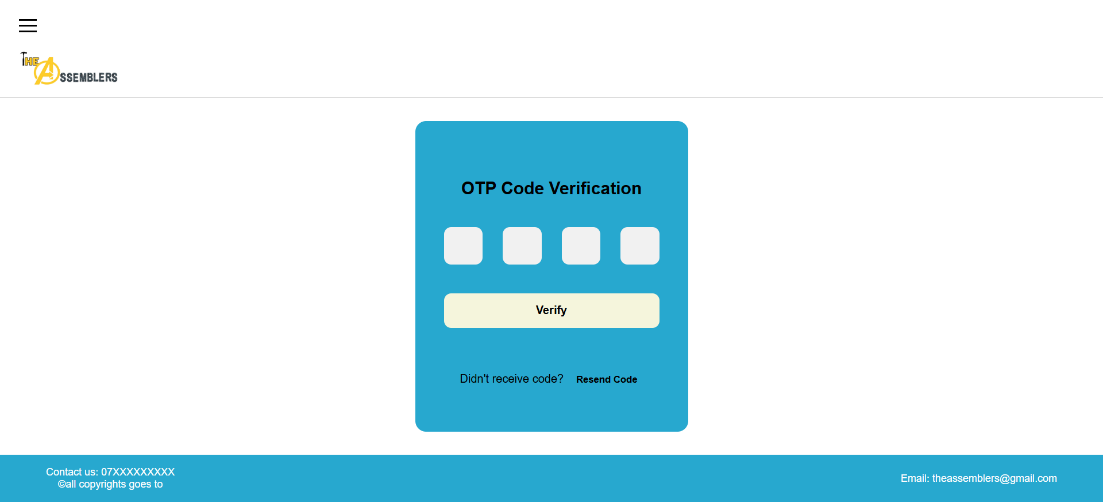 THE ASSEMBLERS
OTP Code Verification
Verify
Didn't receive code? Resend Code
Contact us: 07XXXXXXXXX
©all copyrights goes to
Email: theassemblers@gmail.com